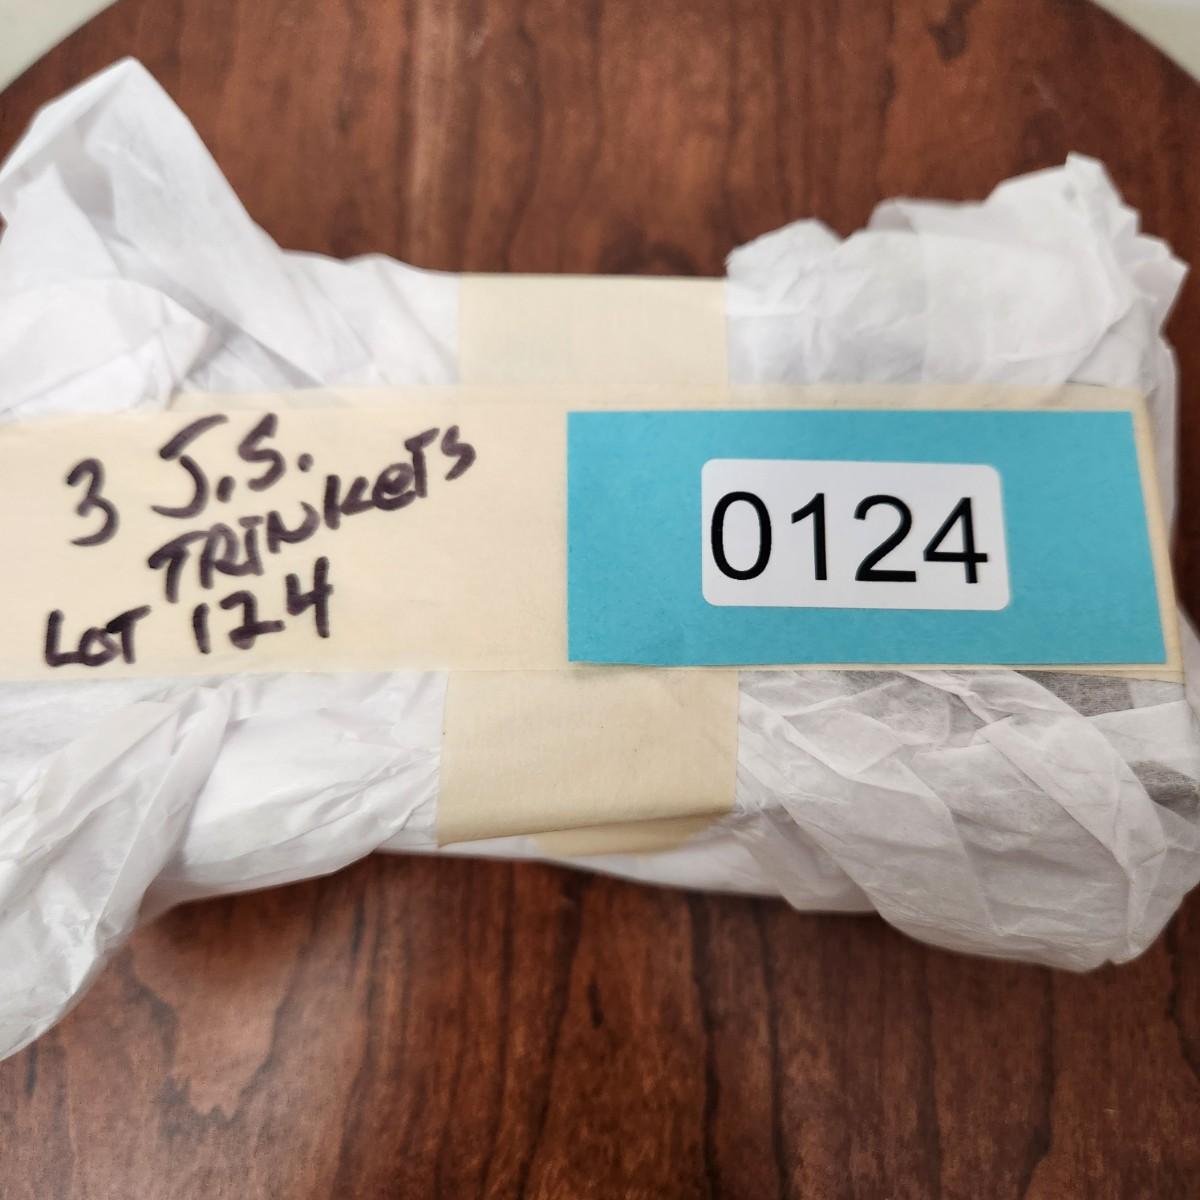 3 J.S.
TRINKETS
LOT 124
0124